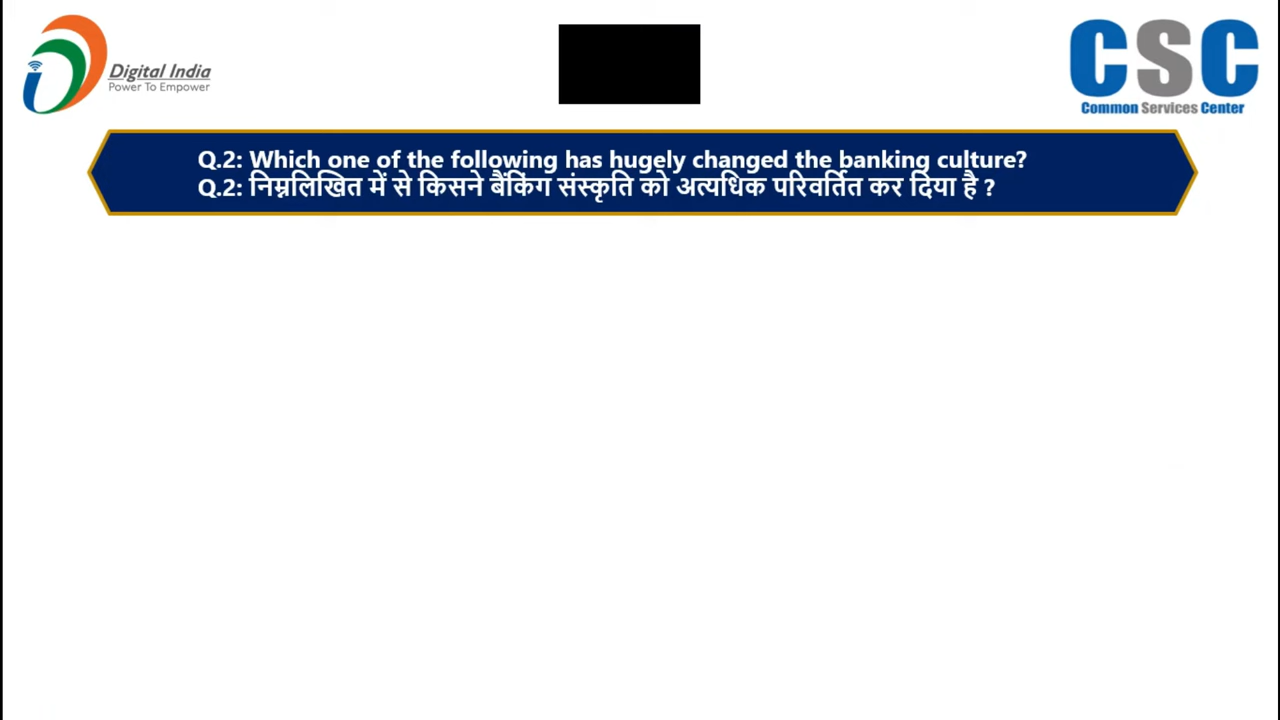 Digital India
Power To Empower
CSC
Common Services Center
Q.2: Which one of the following has hugely changed the banking culture?
Q.2: निम्नलिखित में से किसने बैंकिंग संस्कृति को अत्यधिक परिवर्तित कर दिया है ?